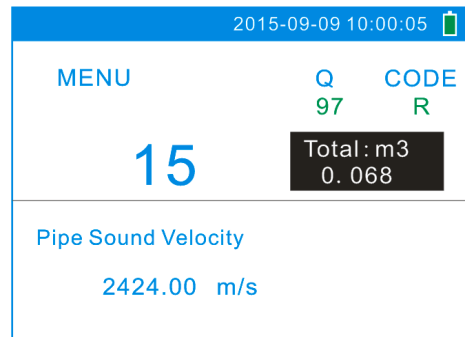 2015-09-09 10:00:05
MENU Q CODE
97 R
15
Total:m3
0.068
Pipe Sound Velocity
2424.00 m/s